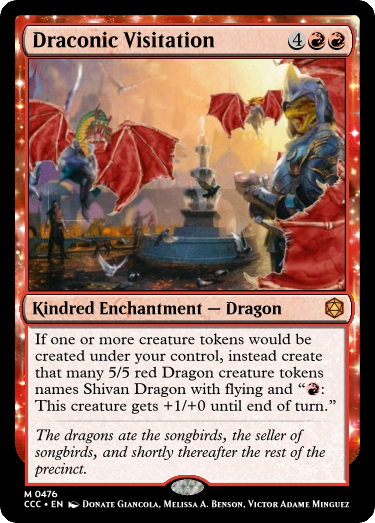 Draconic Visitation 4
Kindred Enchantment — Dragon
If one or more creature tokens would be
created under your control, instead create
that many 5/5 red Dragon creature tokens
names Shivan Dragon with flying and “ :
This creature gets +1/+0 until end of turn.”
The dragons ate the songbirds, the seller of
songbirds, and shortly thereafter the rest of the
precinct.
M 0476
CCC • EN Donate Giancola, Melissa A. Benson, Victor Adame Minguez